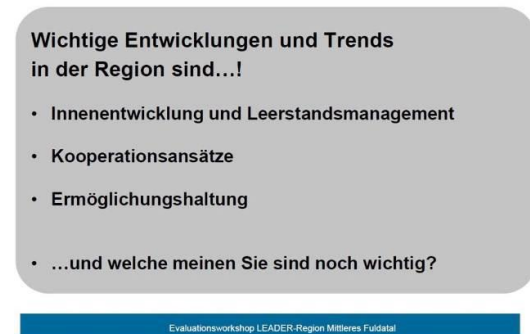 Wichtige Entwicklungen und Trends
in der Region sind…!
• Innenentwicklung und Leerstandsmanagement
• Kooperationsansätze
• Ermöglichungshaltung
• …und welche meinen Sie sind noch wichtig?
Evaluationsworkshop LEADER-Region Mittleres Fuldatal